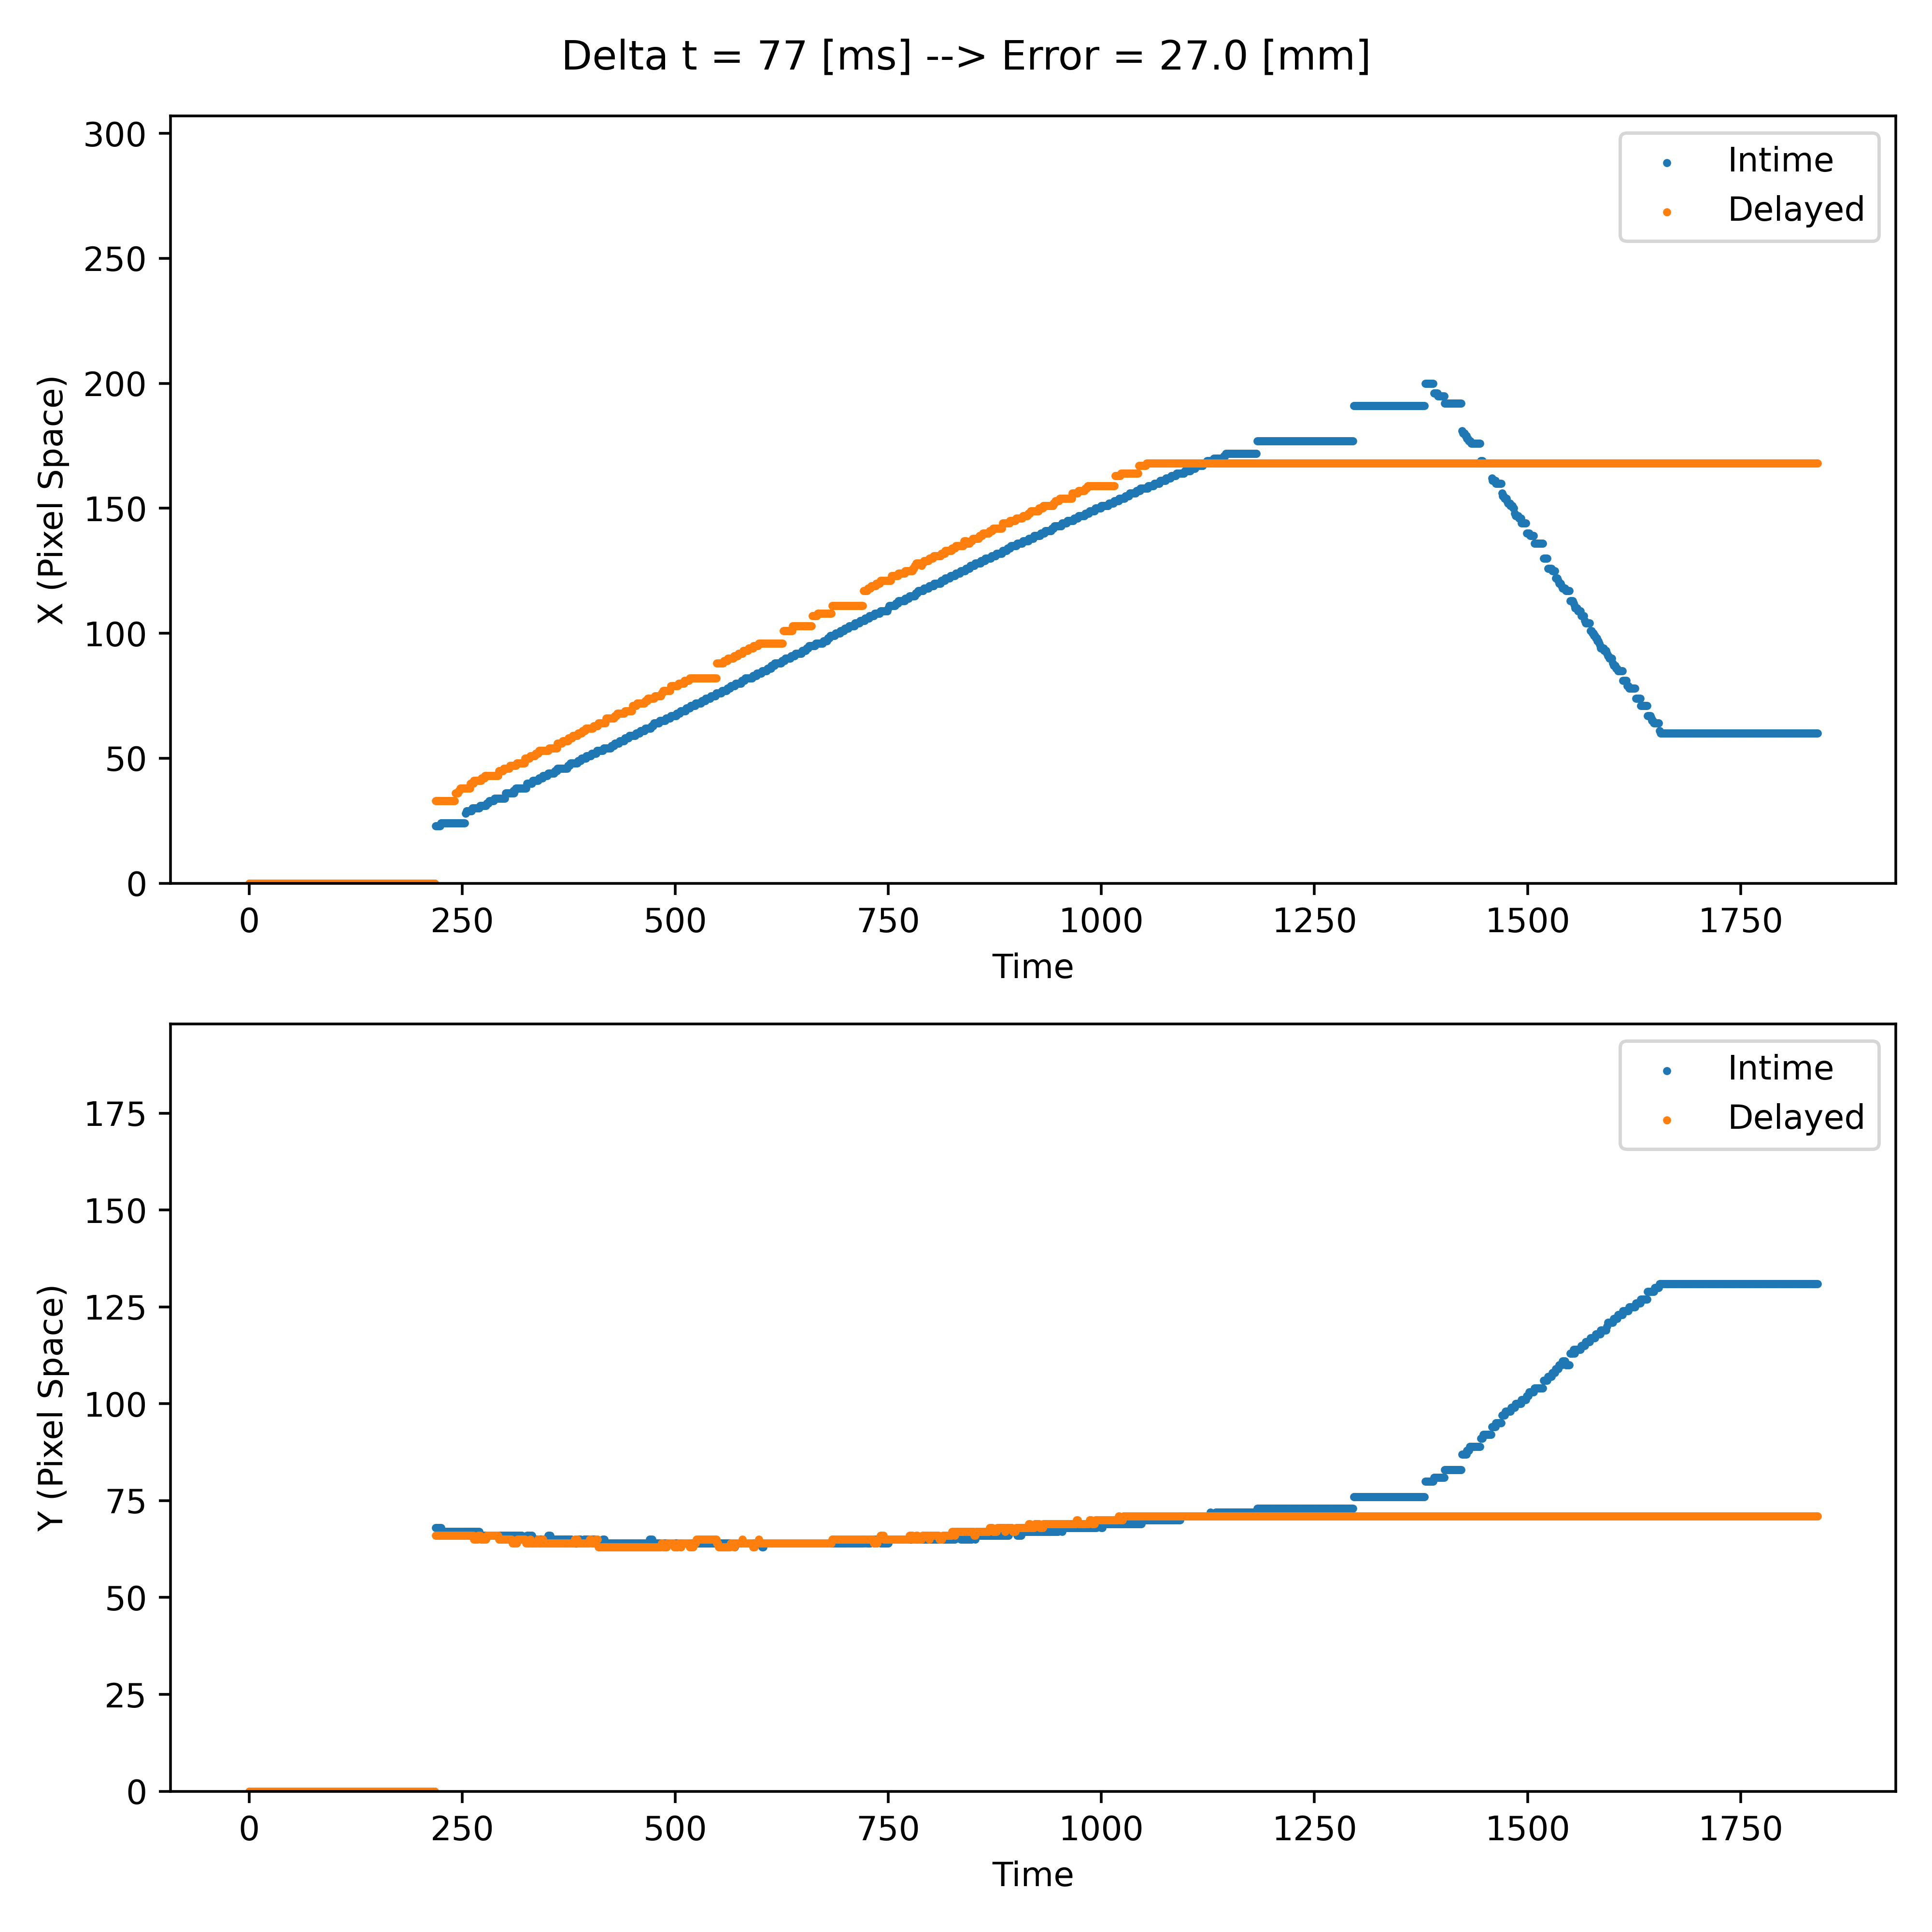 Delta t = 77 [ms] --> Error = 27.0 [mm]
300
250
200
150
100
50
0
X (Pixel Space)
Intime
Delayed
0 250 500 750 1000 1250 1500 1750
Time
175
150
125
100
75
50
25
0
Y (Pixel Space)
Intime
Delayed
0 250 500 750 1000 1250 1500 1750
Time